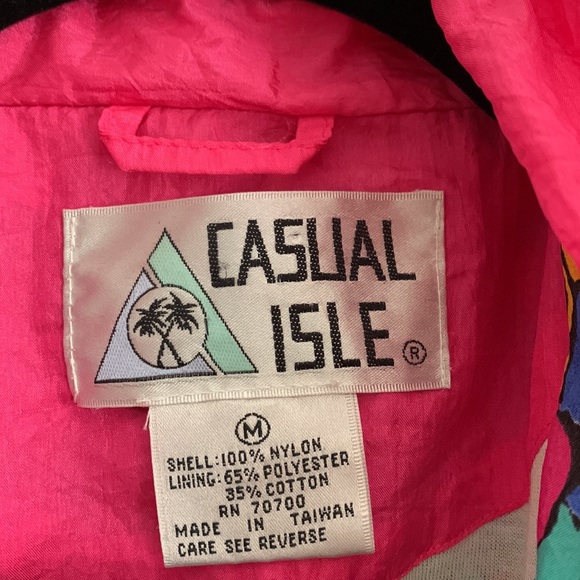 CASUAL
ISLE ®
M
SHELL:100% NYLON
LINING:65% POLYESTER
35% COTTON
RN 70700
MADE IN TAIWAN
CARE SEE REVERSE